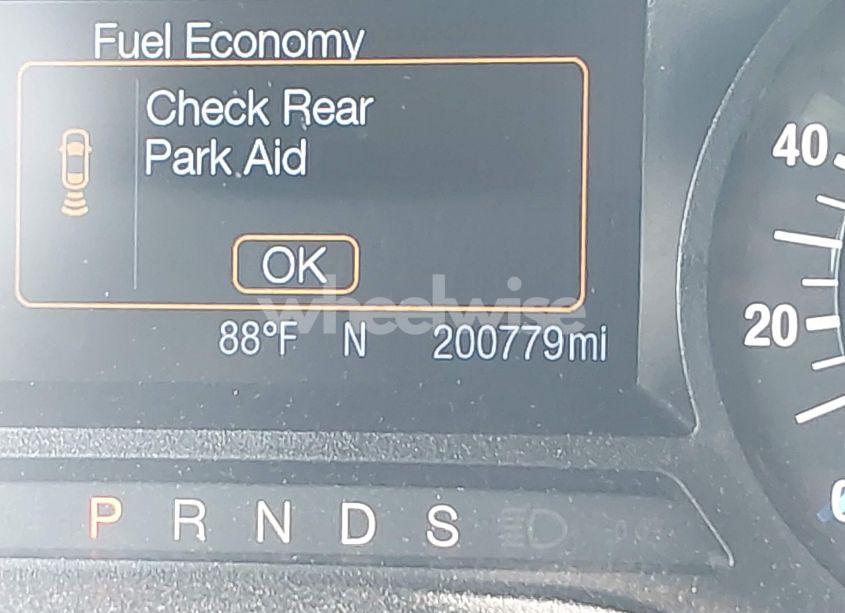 Fuel Economy
Check Rear
Park Aid
OK
wheelwise
88°F N 200779mi
40
20
P R N D S